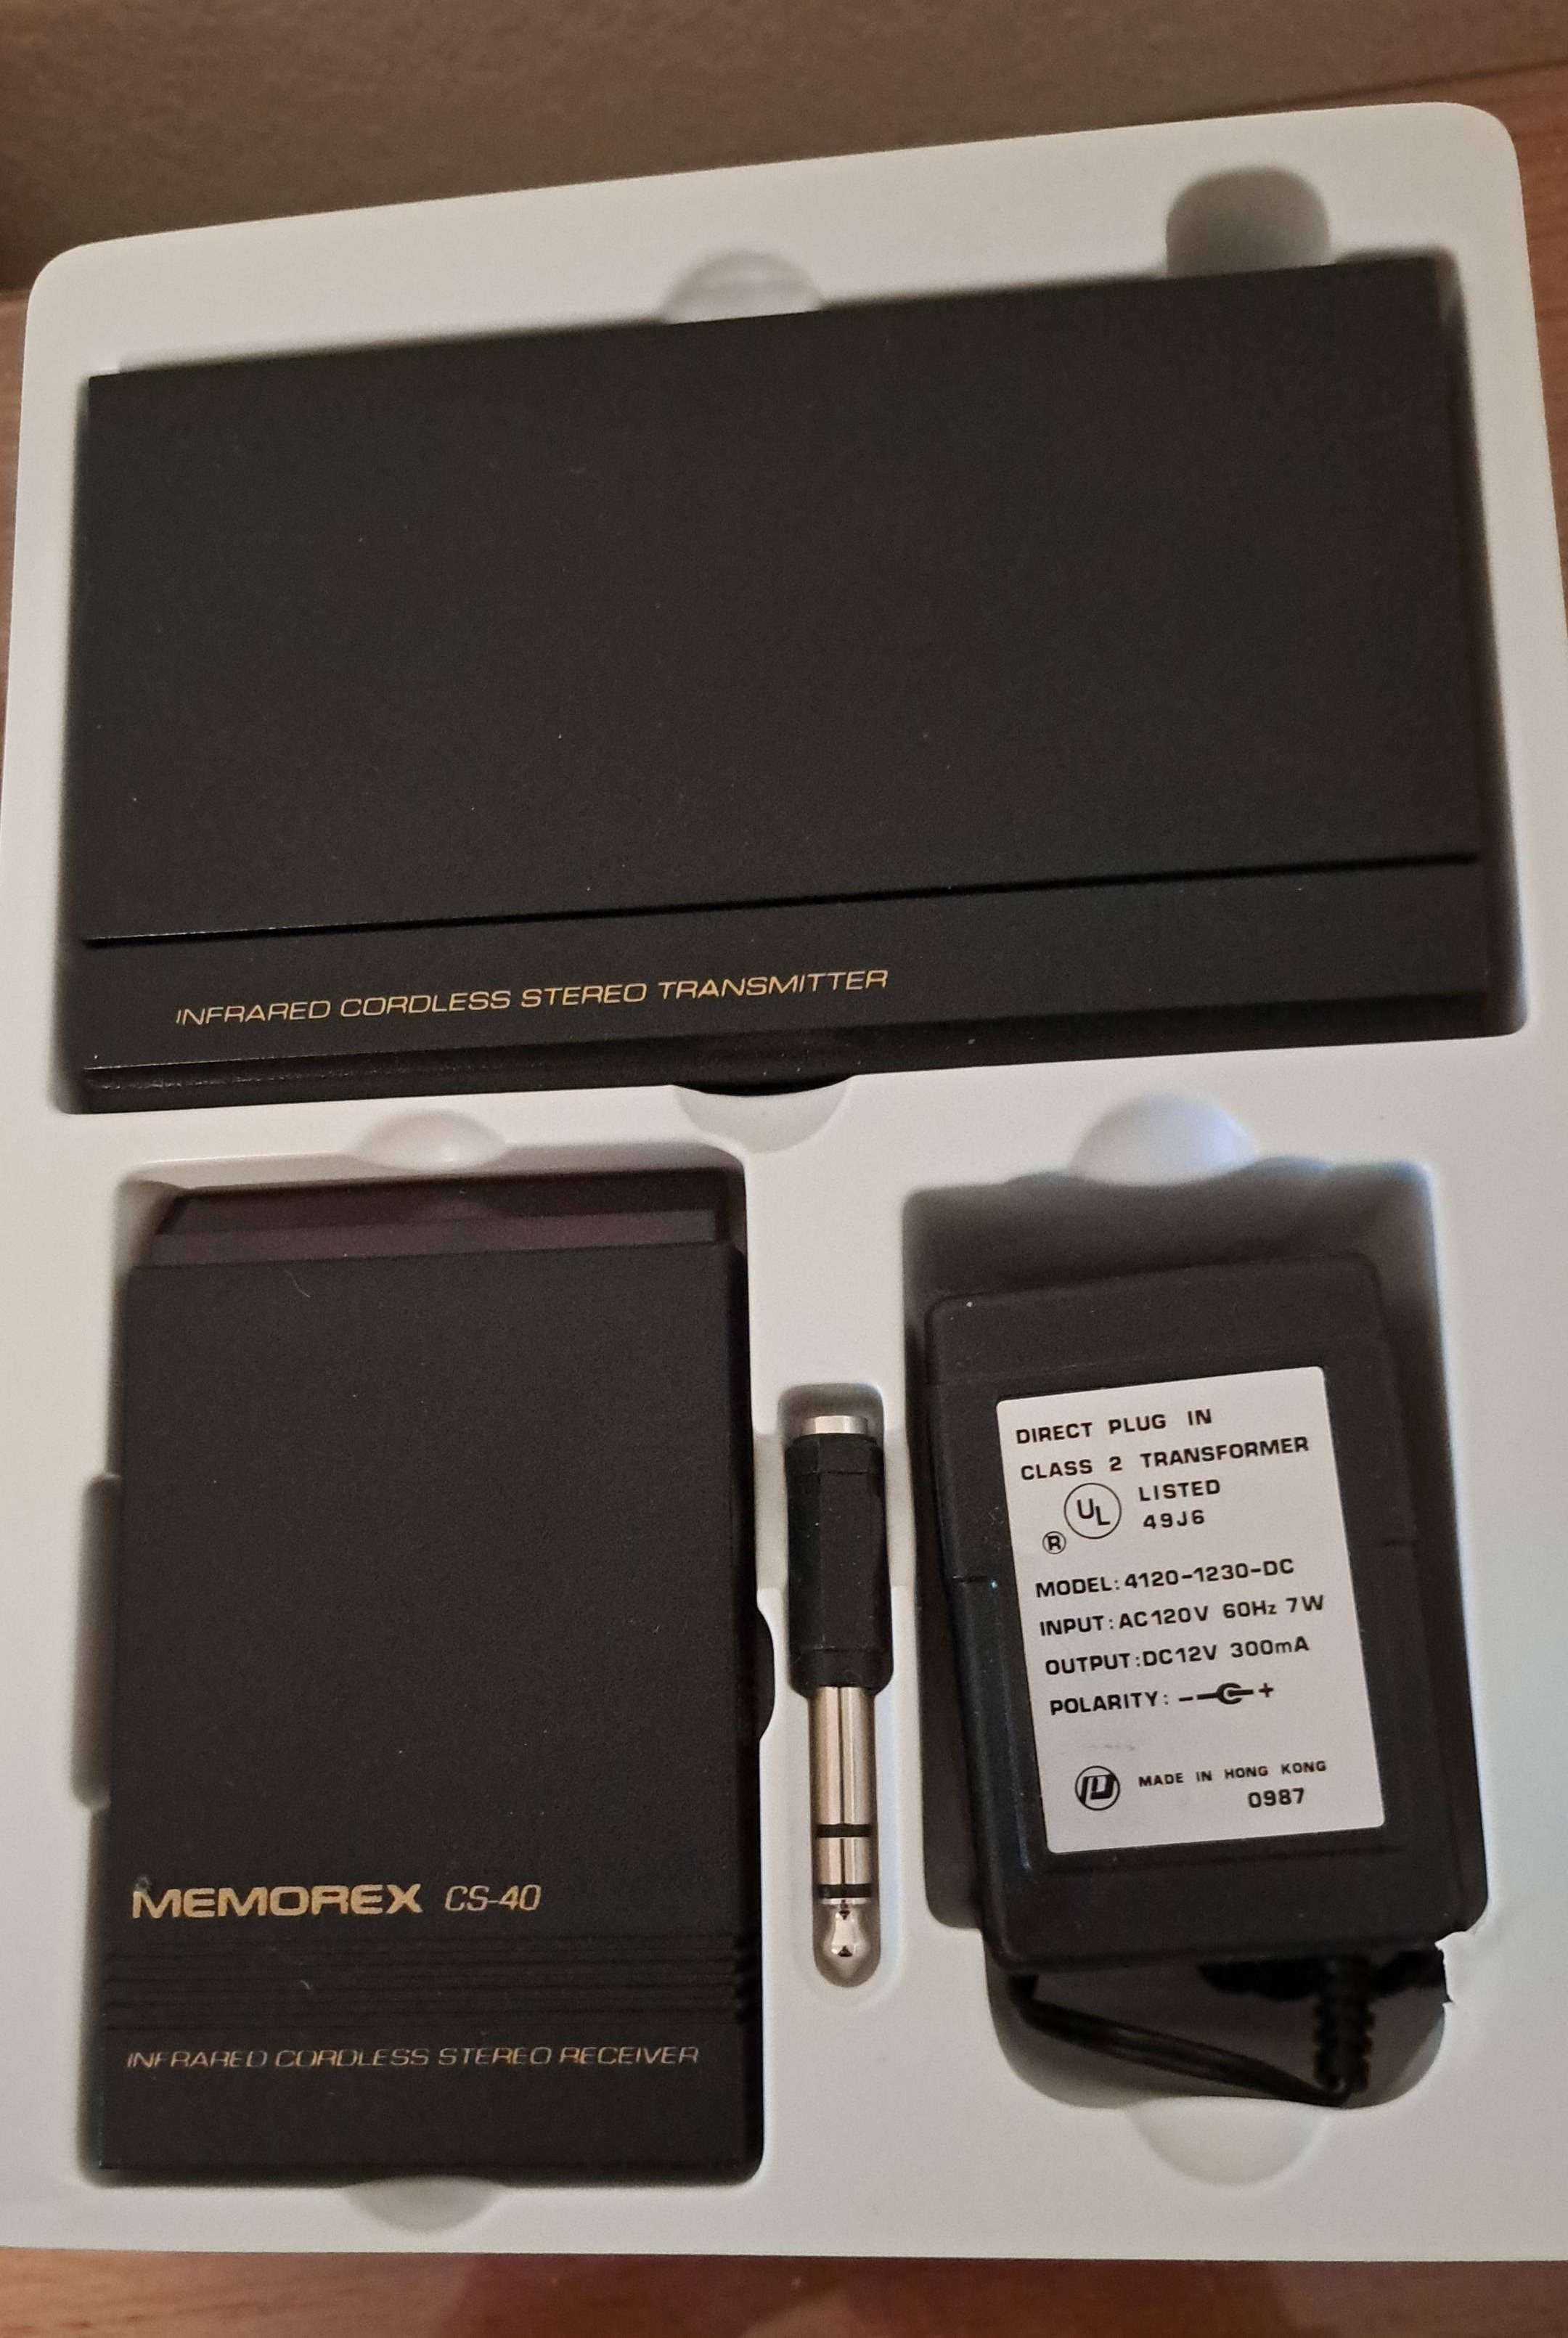 INFRARED CORDLESS STEREO TRANSMITTER
MEMOREX CS-40
INFRARED CORDLESS STEREO RECEIVER
DIRECT PLUG IN
CLASS 2 TRANSFORMER
UL LISTED
® 49J6
MODEL:4120-1230-DC
INPUT:AC120V 60Hz 7W
OUTPUT:DC12V 300mA
POLARITY: - +
MADE IN HONG KONG
0987